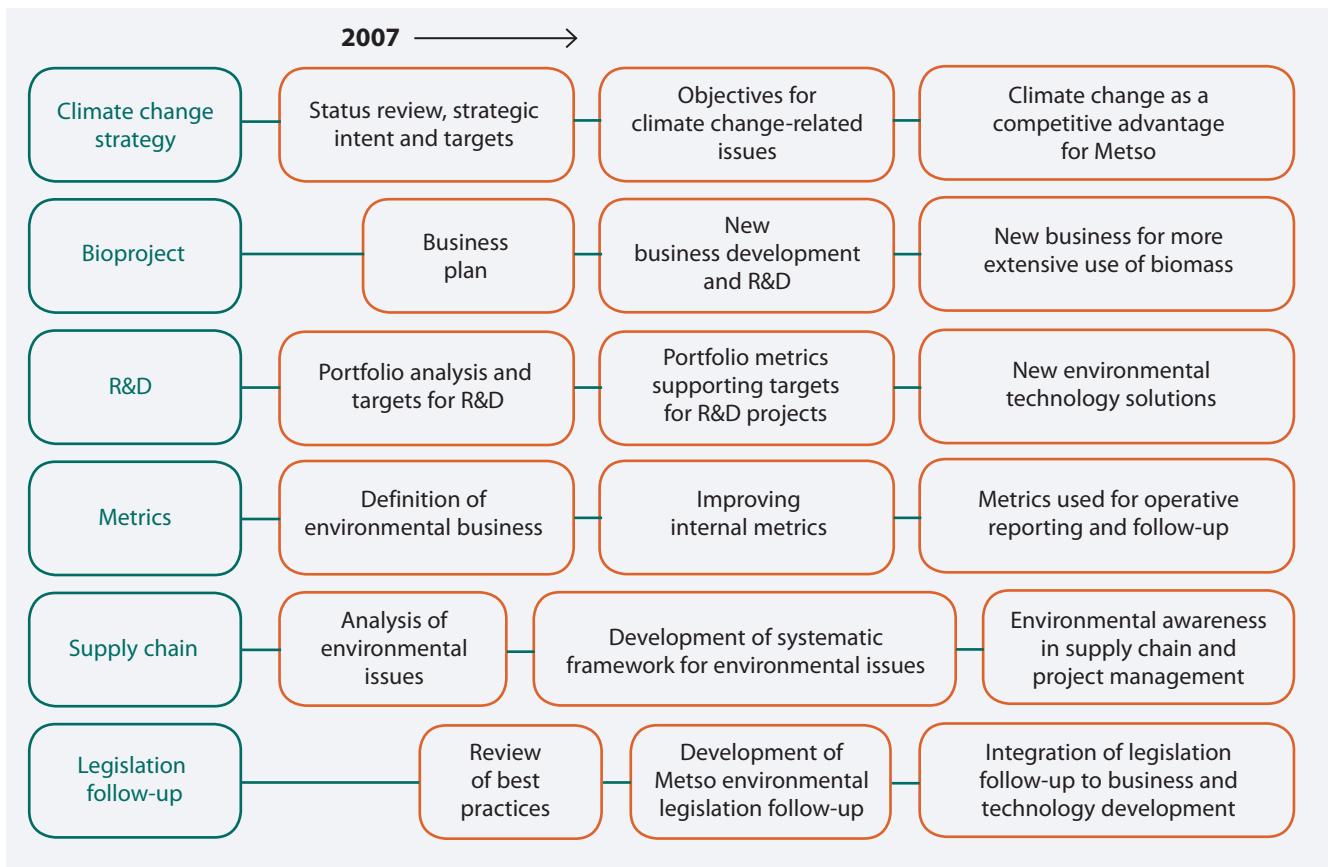 2007
Climate change
strategy
Status review, strategic
intent and targets
Objectives for
climate change-related
issues
Climate change as a
competitive advantage
for Metso
Bioproject
Business
plan
New
business development
and R&D
New business for more
extensive use of biomass
R&D
Portfolio analysis and
targets for R&D
Portfolio metrics
supporting targets
for R&D projects
New environmental
technology solutions
Metrics
Definition of
environmental business
Improving
internal metrics
Metrics used for operative
reporting and follow-up
Supply chain
Analysis of
environmental
issues
Development of systematic
framework for environmental issues
Environmental awareness
in supply chain and
project management
Legislation
follow-up
Review
of best
practices
Development of
Metso environmental
legislation follow-up
Integration of legislation
follow-up to business and
technology development